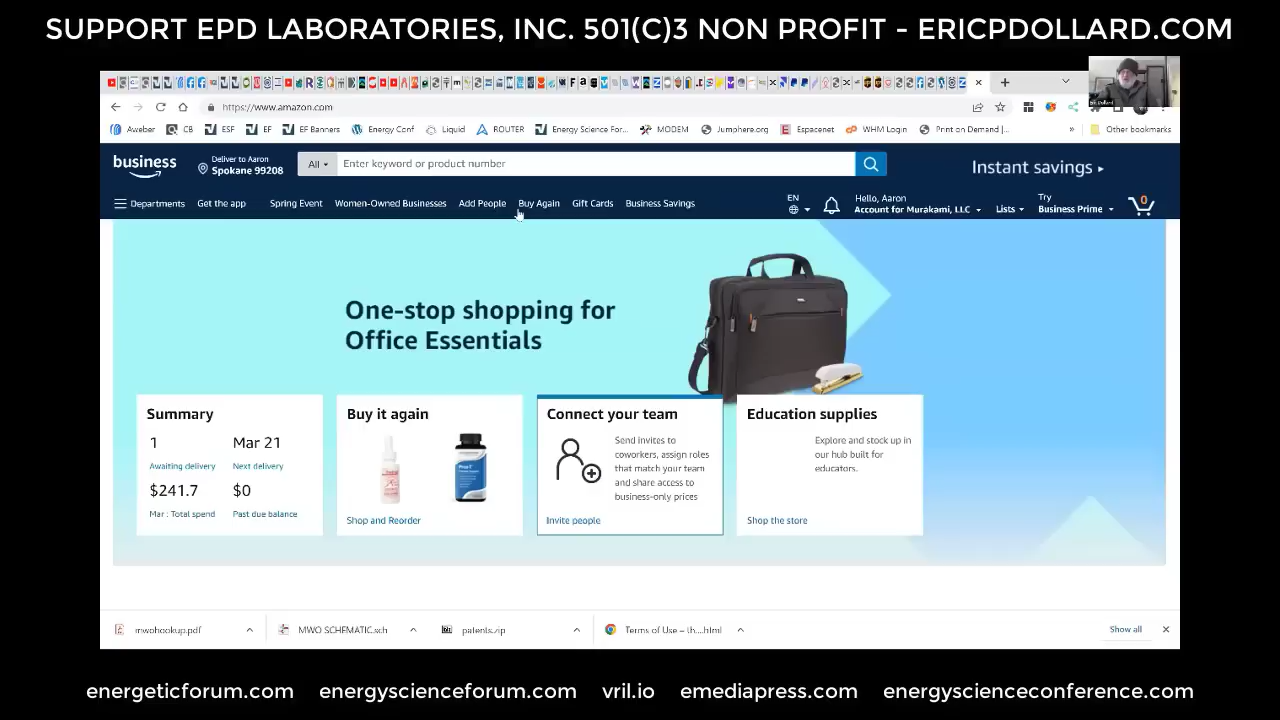 SUPPORT EPD LABORATORIES, INC. 501(C)3 NON PROFIT - ERICPDOLLARD.COM
https://www.amazon.com
Aweber CB ESF EF EF Banners Energy Conf Liquid ROUTER Energy Science For... MODEM Jumphere.org Espacenet WHM Login Print on Demand |... » Other bookmarks
business
Deliver to Aaron
Spokane 99208
All
Enter keyword or product number
Instant savings
Departments Get the app Spring Event Women-Owned Businesses Add People Buy Again Gift Cards Business Savings
EN
Hello, Aaron
Account for Murakami, LLC
Lists
Try
Business Prime
0
One-stop shopping for
Office Essentials
Summary
1 Mar 21
Awaiting delivery Next delivery
$241.7 $0
Mar : Total spend Past due balance
Buy it again
Shop and Reorder
Connect your team
Send invites to
coworkers, assign roles
that match your team
and share access to
business-only prices
Invite people
Education supplies
Explore and stock up in
our hub built for
educators.
Shop the store
mwohookup.pdf MWO SCHEMATIC.sch patents.zip Terms of Use – th....html Show all
energeticforum.com energyscienceforum.com vril.io emediapress.com energyscienceconference.com